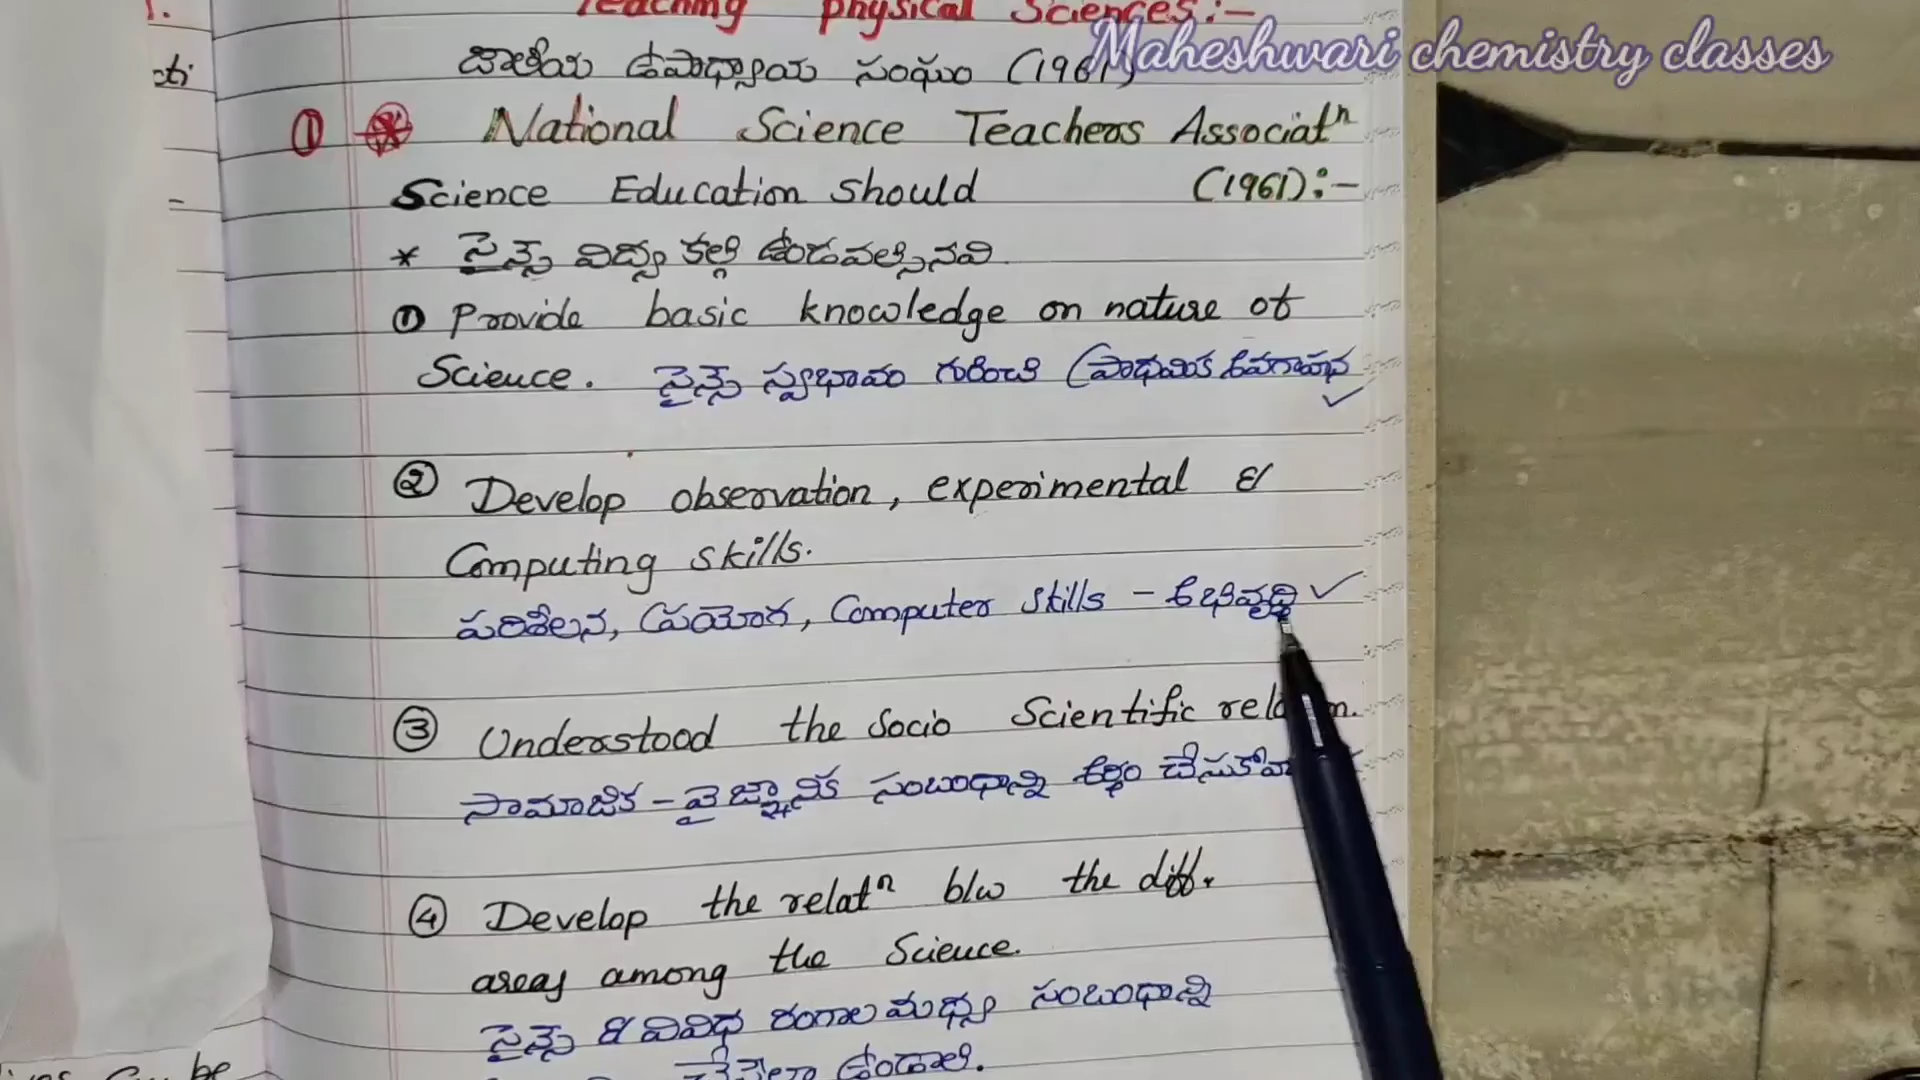 Teaching Physical Sciences:-
Maheshwari chemistry classes
జాతీయ ఉపాధ్యాయ సంఘం (1961)
① National Science Teachers Associatⁿ
Science Education should (1961):-
* సైన్స్ విద్య కల్గి ఉండవల్సినవి.
① Provide basic knowledge on nature of
Science. సైన్స్ స్వభావం గురించి ప్రాథమిక అవగాహన ✓
② Develop observation, experimental &
Computing skills.
పరిశీలన, ప్రయోగ, Computer skills - అభివృద్ధి ✓
③ Understood the Socio Scientific
సామాజిక - వైజ్ఞానిక సంబంధాన్ని అర్థం
④ Develop the relatⁿ b/w the diff.
areas among the Science.
సైన్స్ & వివిధ రంగాల మధ్య సంబంధాన్ని
ఉండాలి.
be